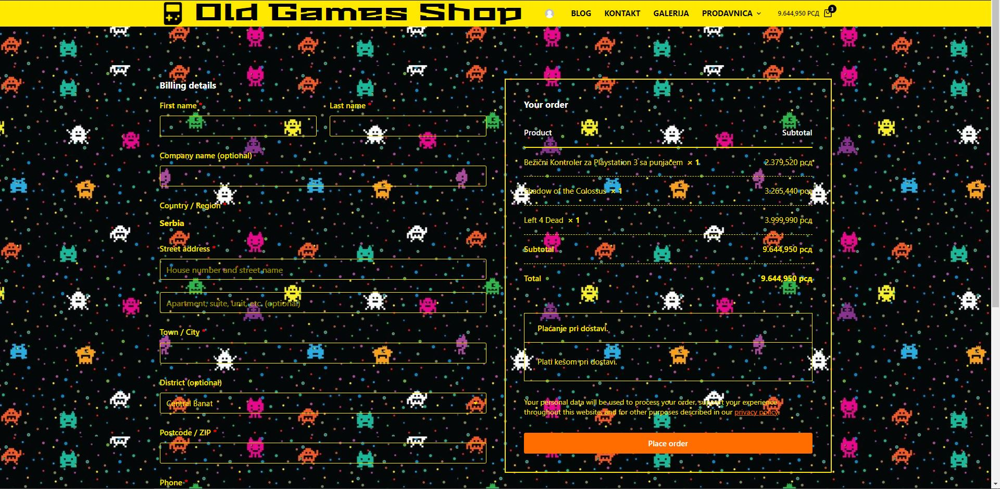 Old Games Shop
BLOG KONTAKT GALERIJA PRODAVNICA 9.644,950 РСД 3
Billing details
First name * Last name *
Company name (optional)
Country / Region *
Serbia
Street address *
House number and street name
Apartment, suite, unit, etc. (optional)
Town / City *
District (optional)
Central Banat
Postcode / ZIP *
Phone *
Your order
Product Subtotal
Bežični Kontroler za Playstation 3 sa punjačem × 1 2.379,520 рсд
Shadow of the Colossus × 1 3.265,440 рсд
Left 4 Dead × 1 3.999,990 рсд
Subtotal 9.644,950 рсд
Total 9.644,950 рсд
Plaćanje pri dostavi.
Plati kešom pri dostavi.
Your personal data will be used to process your order, support your experience
throughout this website, and for other purposes described in our privacy policy.
Place order